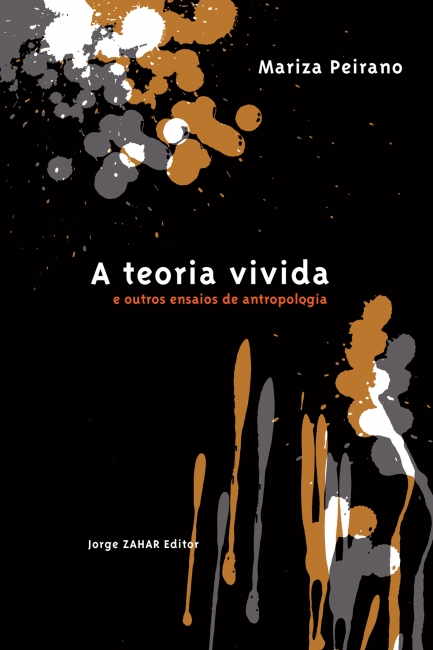 Mariza Peirano
A teoria vivida
e outros ensaios de antropologia
Jorge ZAHAR Editor